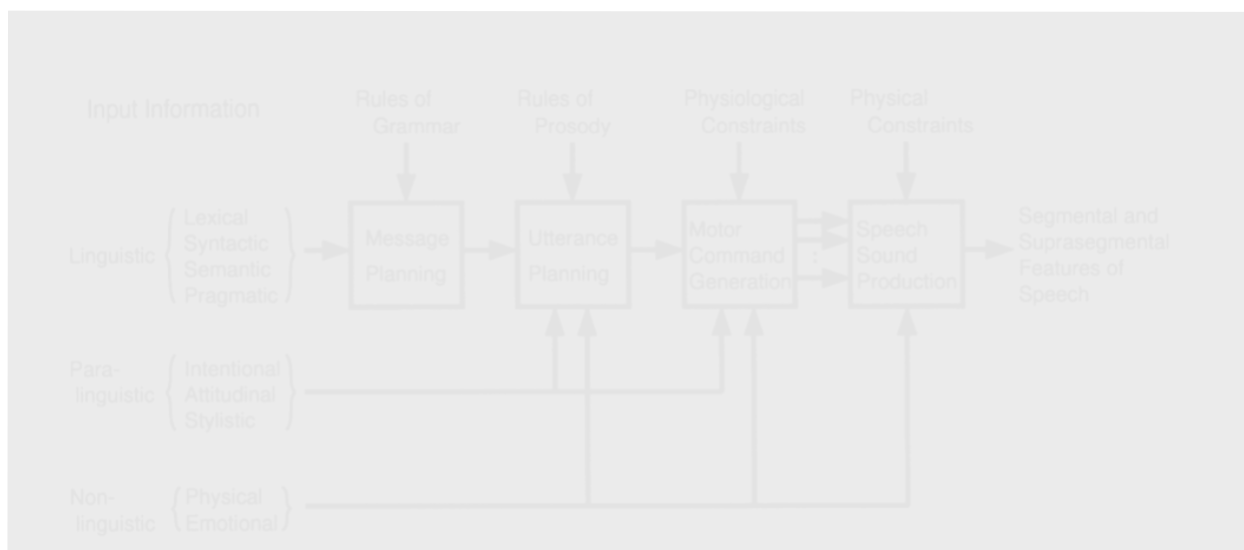 Input Information
Rules of
Grammar
Rules of
Prosody
Physiological
Constraints
Physical
Constraints
Linguistic
Lexical
Syntactic
Semantic
Pragmatic
Message
Planning
Utterance
Planning
Motor
Command
Generation
:
Speech
Sound
Production
Segmental and
Suprasegmental
Features of
Speech
Para-
linguistic
Intentional
Attitudinal
Stylistic
Non-
linguistic
Physical
Emotional